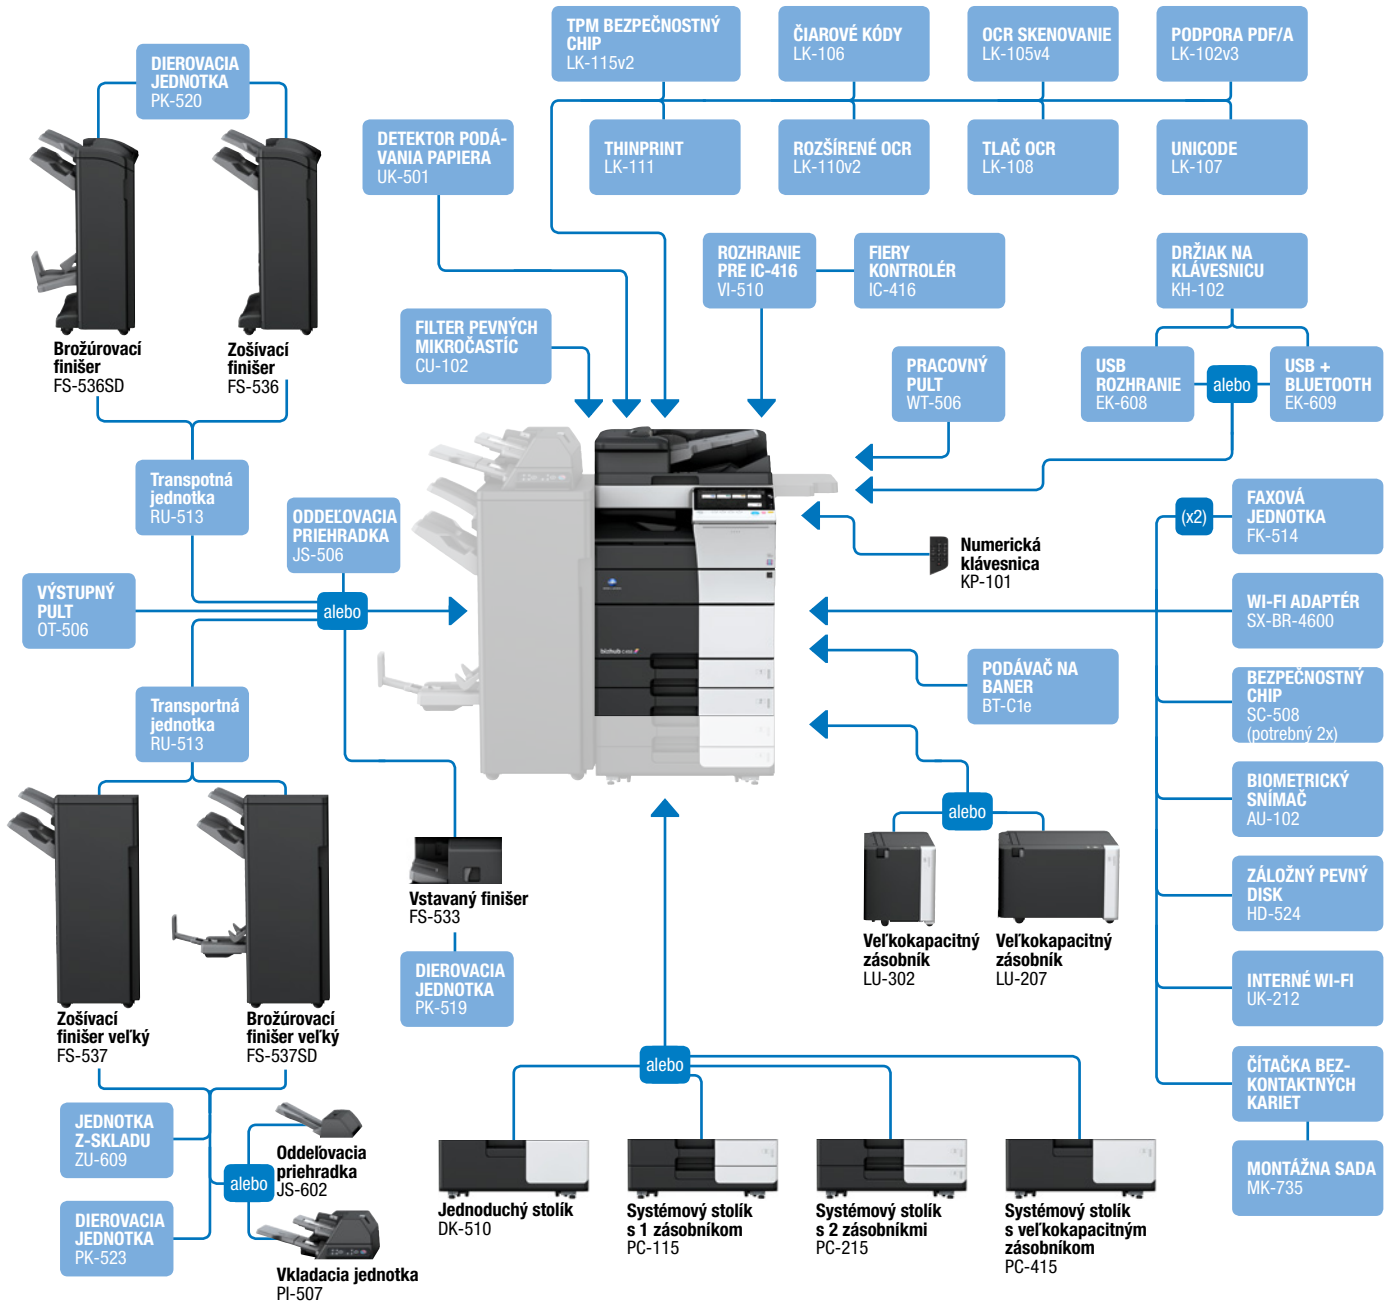 TPM BEZPEČNOSTNÝ
CHIP
LK-115v2
ČIAROVÉ KÓDY
LK-106
OCR SKENOVANIE
LK-105v4
PODPORA PDF/A
LK-102v3
DIEROVACIA
JEDNOTKA
PK-520
DETEKTOR PODÁ-
VANIA PAPIERA
UK-501
THINPRINT
LK-111
ROZŠÍRENÉ OCR
LK-110v2
TLAČ OCR
LK-108
UNICODE
LK-107
ROZHRANIE
PRE IC-416
VI-510
FIERY
KONTROLÉR
IC-416
DRŽIAK NA
KLÁVESNICU
KH-102
Brožúrovací
finišer
FS-536SD
Zošívací
finišer
FS-536
FILTER PEVNÝCH
MIKROČASTÍC
CU-102
PRACOVNÝ
PULT
WT-506
USB
ROZHRANIE
EK-608
alebo
USB +
BLUETOOTH
EK-609
Transpotná
jednotka
RU-513
ODDEĽOVACIA
PRIEHRADKA
JS-506
(x2)
FAXOVÁ
JEDNOTKA
FK-514
Numerická
klávesnica
KP-101
VÝSTUPNÝ
PULT
OT-506
alebo
WI-FI ADAPTÉR
SX-BR-4600
bizhub
PODÁVAČ NA
BANER
BT-C1e
BEZPEČNOSTNÝ
CHIP
SC-508
(potrebný 2x)
Transportná
jednotka
RU-513
BIOMETRICKÝ
SNÍMAČ
AU-102
alebo
Vstavaný finišer
FS-533
ZÁLOŽNÝ PEVNÝ
DISK
HD-524
Veľkokapacitný
zásobník
LU-302
Veľkokapacitný
zásobník
LU-207
DIEROVACIA
JEDNOTKA
PK-519
INTERNÉ WI-FI
UK-212
Zošívací
finišer veľký
FS-537
Brožúrovací
finišer veľký
FS-537SD
alebo
ČÍTAČKA BEZ-
KONTAKTNÝCH
KARIET
JEDNOTKA
Z-SKLADU
ZU-609
Oddeľovacia
priehradka
JS-602
alebo
MONTÁŽNA SADA
MK-735
DIEROVACIA
JEDNOTKA
PK-523
Vkladacia jednotka
PI-507
Jednoduchý stolík
DK-510
Systémový stolík
s 1 zásobníkom
PC-115
Systémový stolík
s 2 zásobníkmi
PC-215
Systémový stolík
s veľkokapacitným
zásobníkom
PC-415